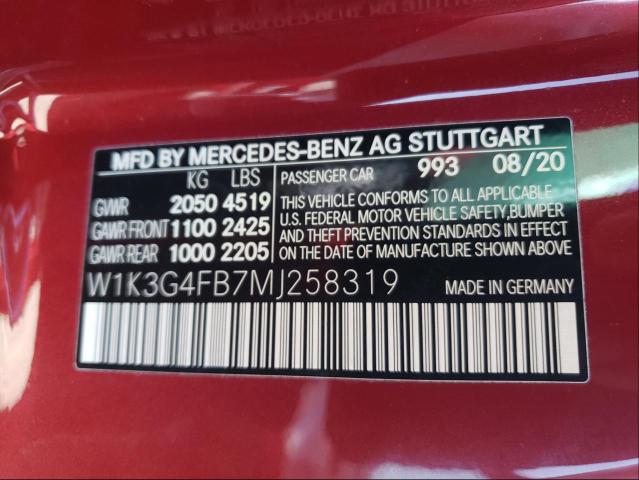 MFD BY MERCEDES-BENZ AG STUTTGART
KG LBS
GVWR 2050 4519
GAWR FRONT 1100 2425
GAWR REAR 1000 2205
PASSENGER CAR 993 08/20
THIS VEHICLE CONFORMS TO ALL APPLICABLE
U.S. FEDERAL MOTOR VEHICLE SAFETY,BUMPER
AND THEFT PREVENTION STANDARDS IN EFFECT
ON THE DATE OF MANUFACTURE SHOWN ABOVE.
W1K3G4FB7MJ258319 MADE IN GERMANY